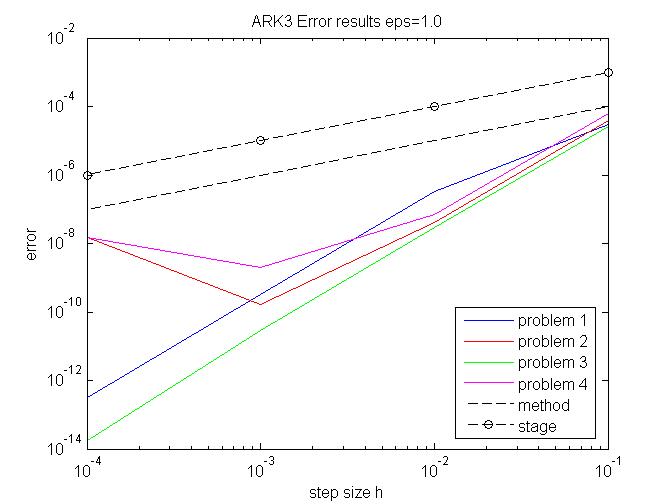 ARK3 Error results eps=1.0
10^-2
10^-4
10^-6
10^-8
10^-10
10^-12
10^-14
error
10^-4
10^-3
10^-2
10^-1
step size h
problem 1
problem 2
problem 3
problem 4
method
stage